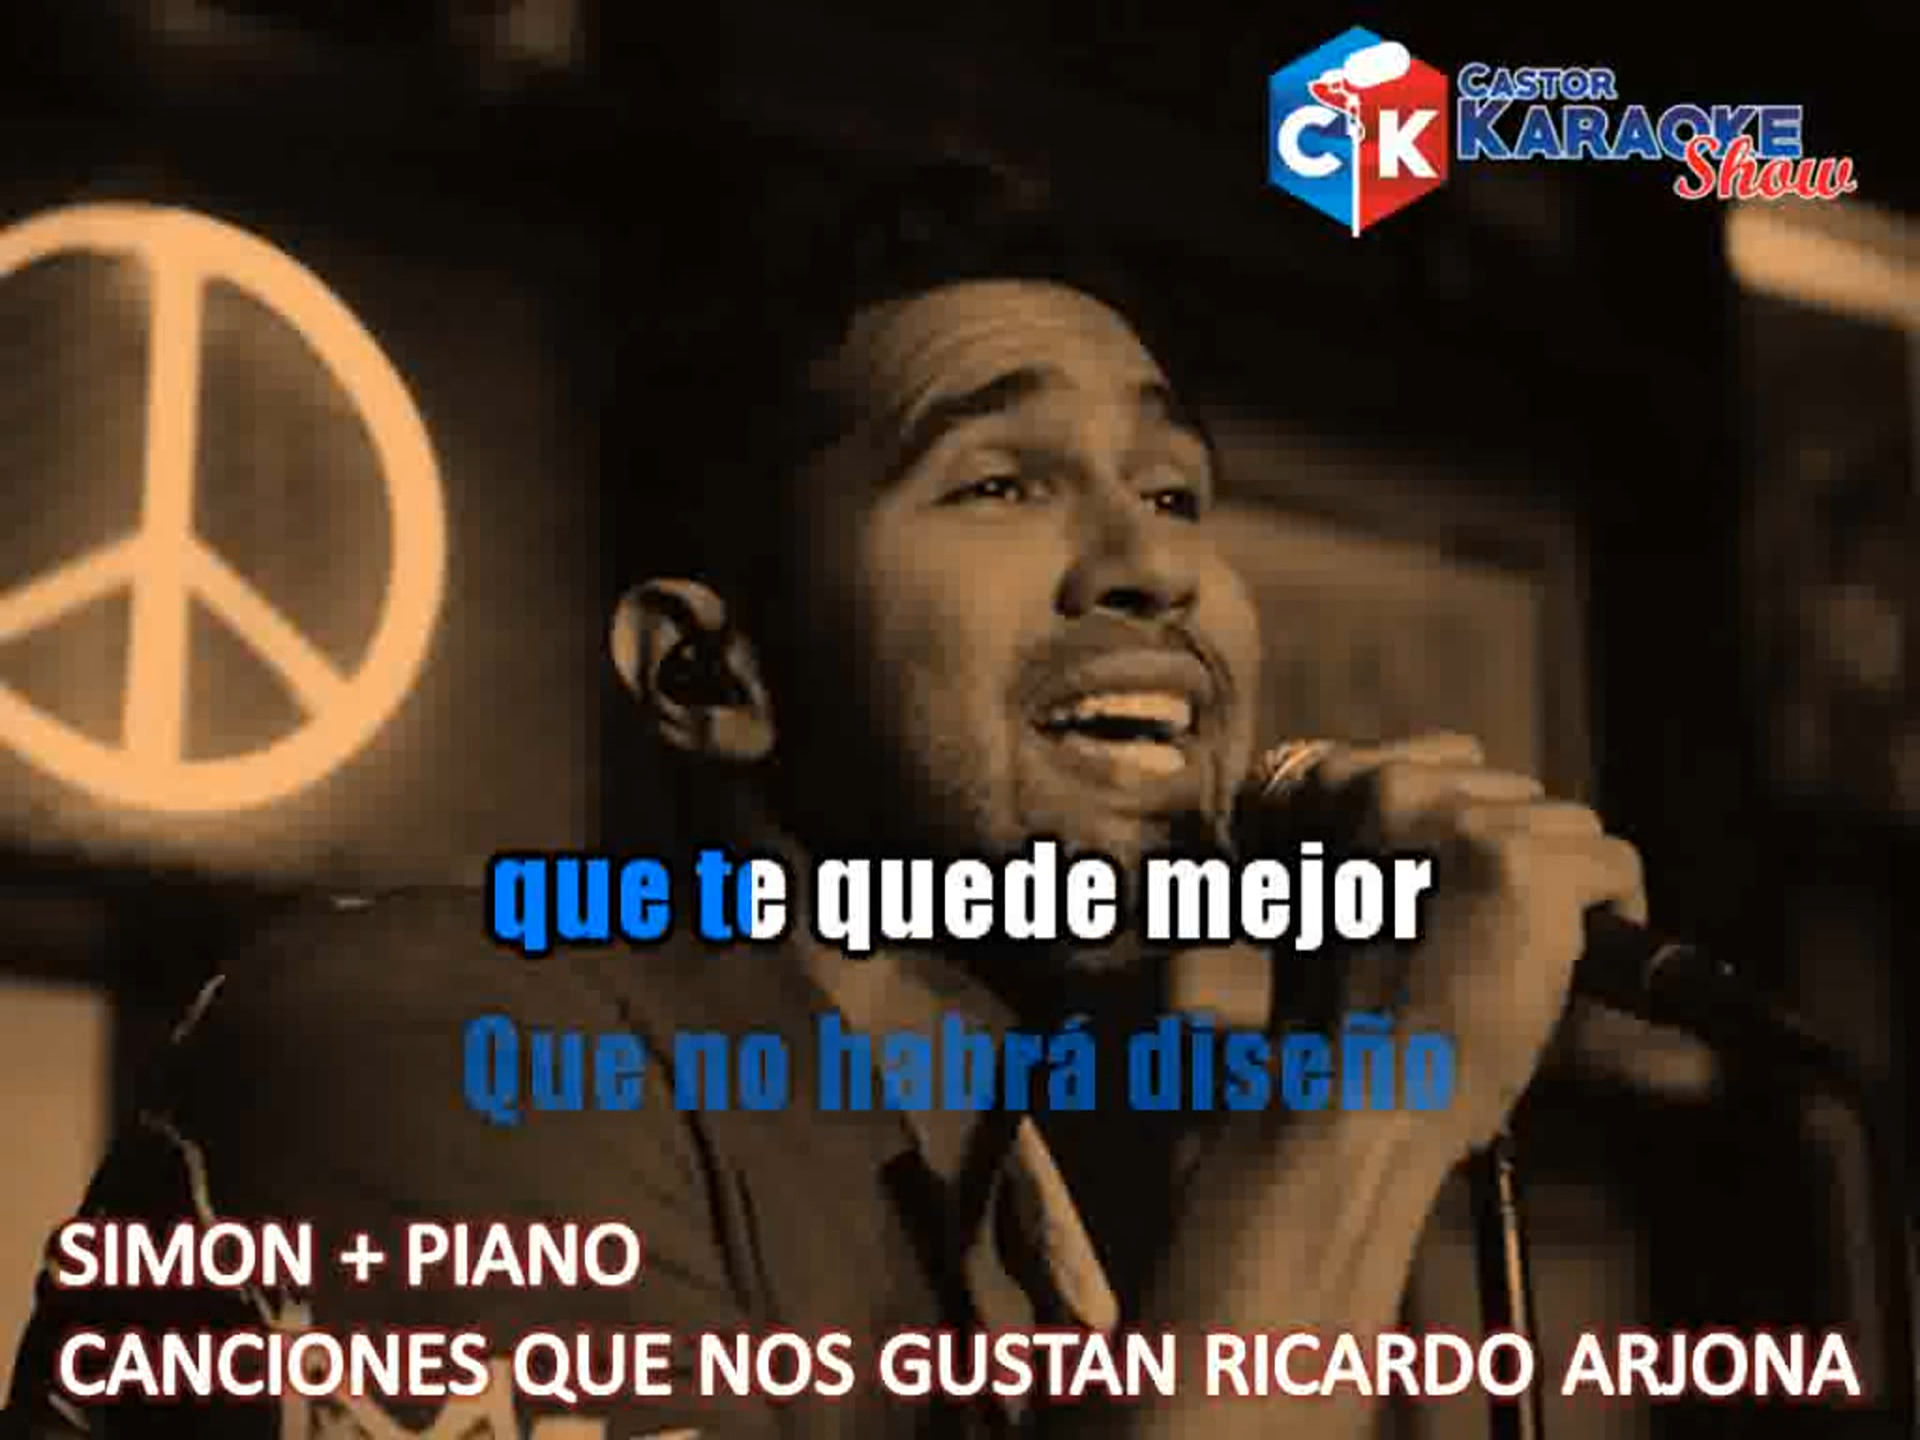 C K
CASTOR
KARAOKE
Show
que te quede mejor
Que no habrá diseño
SIMON + PIANO
CANCIONES QUE NOS GUSTAN RICARDO ARJONA